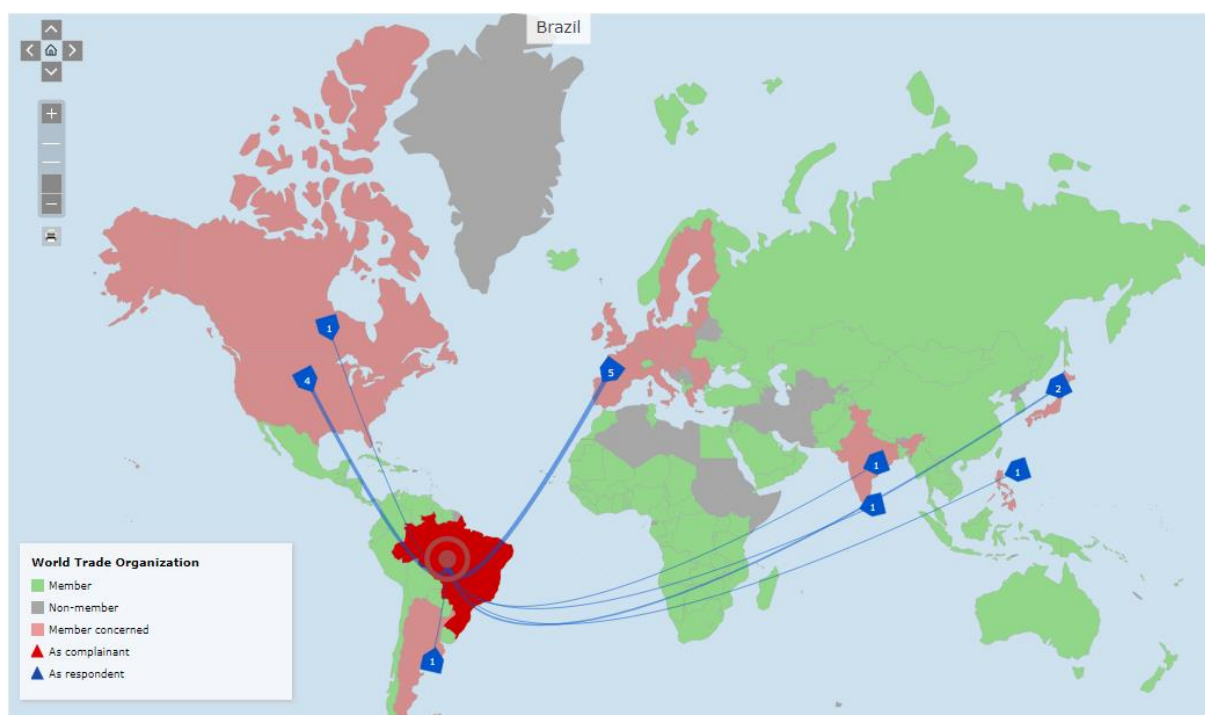 Brazil
1
4
5
2
1
1
1
World Trade Organization
Member
Non-member
Member concerned
As complainant
As respondent
1